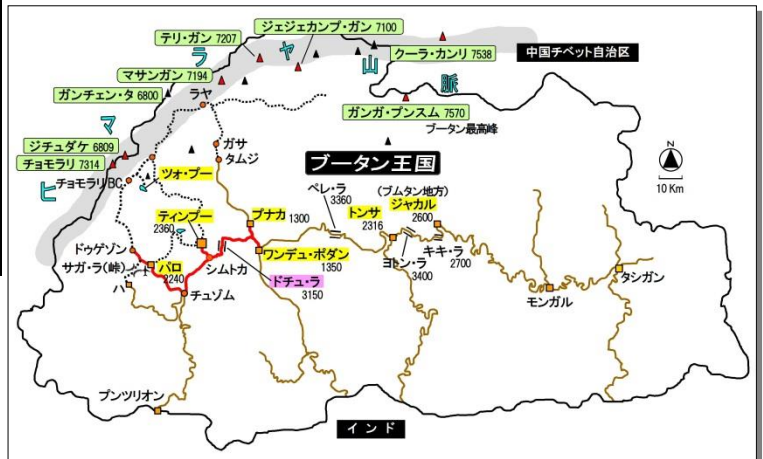 ジェジェカンプ・ガン 7100
テリ・ガン 7207
クーラ・カンリ 7538
中国チベット自治区
マサンガン 7194
ガンチェン・タ 6800
ラヤ
ガンガ・プンスム 7570
ブータン最高峰
ヒマラヤ山脈
ジチュダケ 6809
チョモラリ 7314
チョモラリBC
ガサ
タムジ
ツォ・プー
ブータン王国
N
10 Km
ペレ・ラ
3360
(ブムタン地方)
ジャカル
2600
トンサ
2316
プナカ 1300
ティンプー
2360
ドゥゲゾン
サガ・ラ(峠)
パロ
2240
ハ
シムトカ
ワンデュ・ポダン
1350
ドチュ・ラ
3150
ヨトン・ラ
3400
キキ・ラ
2700
チュゾム
モンガル
タシガン
プンツリオン
インド